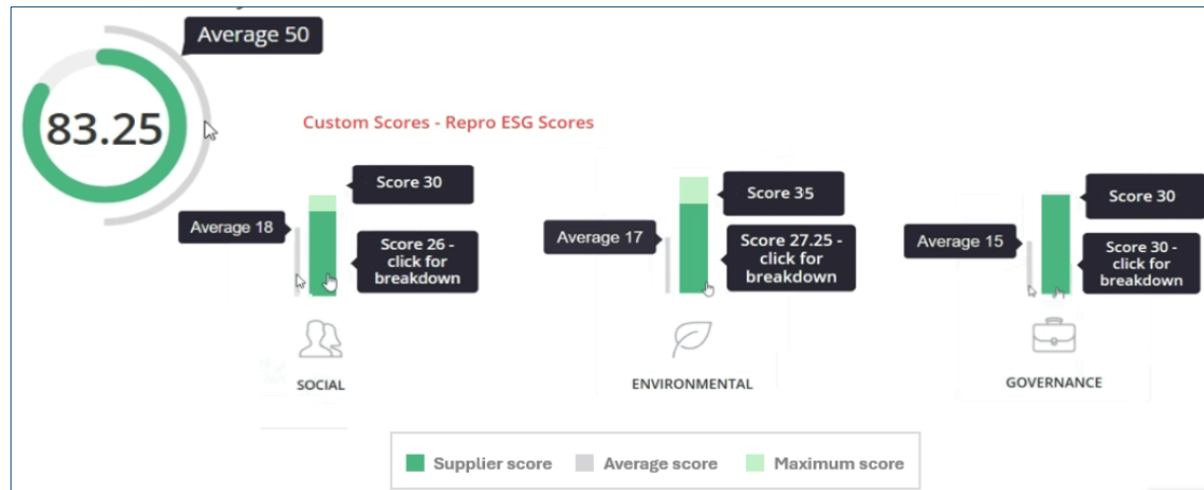 Average 50
83.25
Custom Scores - Repro ESG Scores
Score 30
Average 18
Score 26 -
click for
breakdown
SOCIAL
Score 35
Average 17
Score 27.25 -
click for
breakdown
ENVIRONMENTAL
Score 30
Average 15
Score 30 -
click for
breakdown
GOVERNANCE
Supplier score
Average score
Maximum score